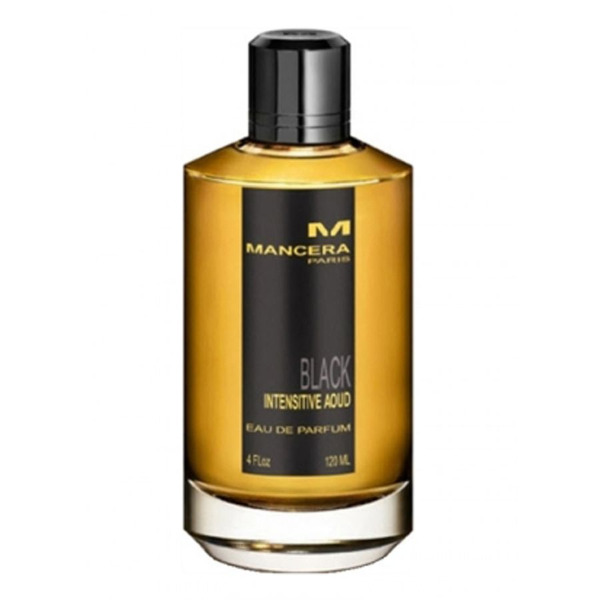 M
MANCERA
PARIS
BLACK
INTENSITIVE AOUD
EAU DE PARFUM
4 Fl.oz 120 ML